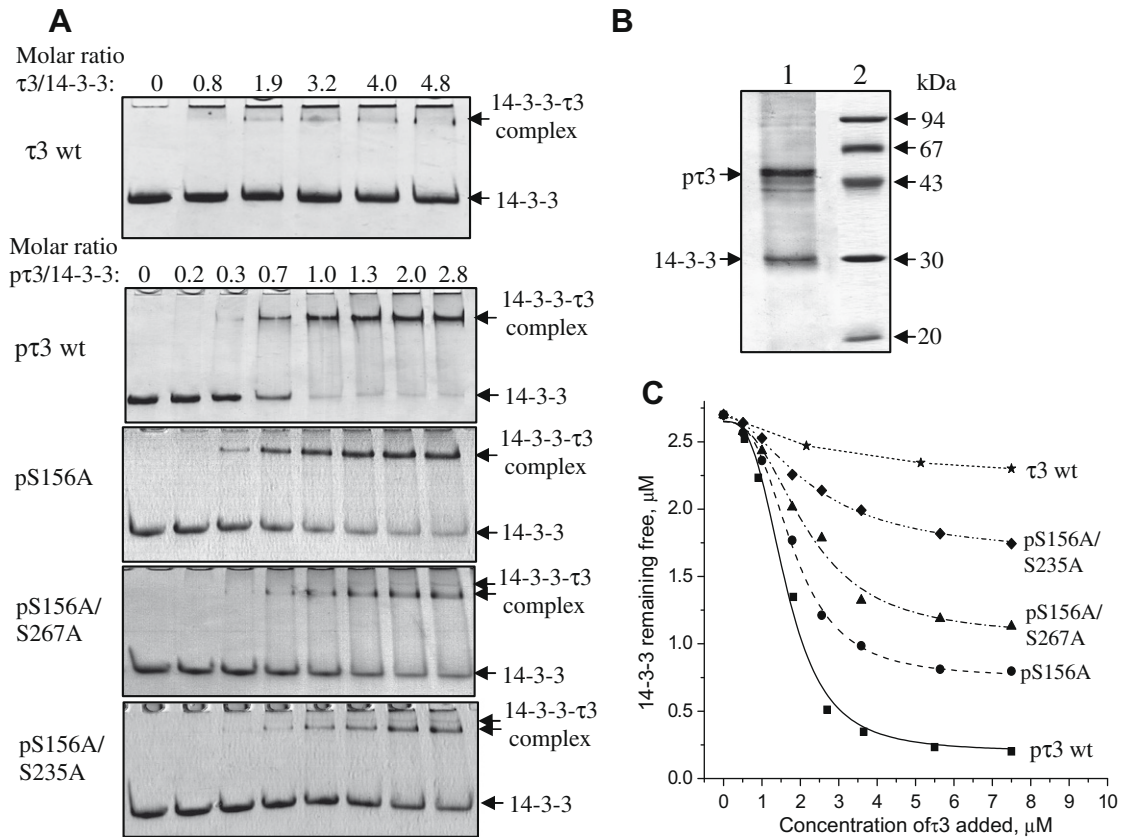 A
Molar ratio
τ3/14-3-3: 0 0.8 1.9 3.2 4.0 4.8
τ3 wt
14-3-3-τ3
complex
14-3-3
Molar ratio
pτ3/14-3-3: 0 0.2 0.3 0.7 1.0 1.3 2.0 2.8
pτ3 wt
14-3-3-τ3
complex
14-3-3
pS156A
14-3-3-τ3
complex
14-3-3
pS156A/
S267A
14-3-3-τ3
complex
14-3-3
pS156A/
S235A
14-3-3-τ3
complex
14-3-3
B
1 2 kDa
94
67
pτ3
43
14-3-3
30
20
C
14-3-3 remaining free, μM
2.5
2.0
1.5
1.0
0.5
0.0
τ3 wt
pS156A/
S235A
pS156A/
S267A
pS156A
pτ3 wt
0 1 2 3 4 5 6 7 8 9 10
Concentration ofτ3 added, μM